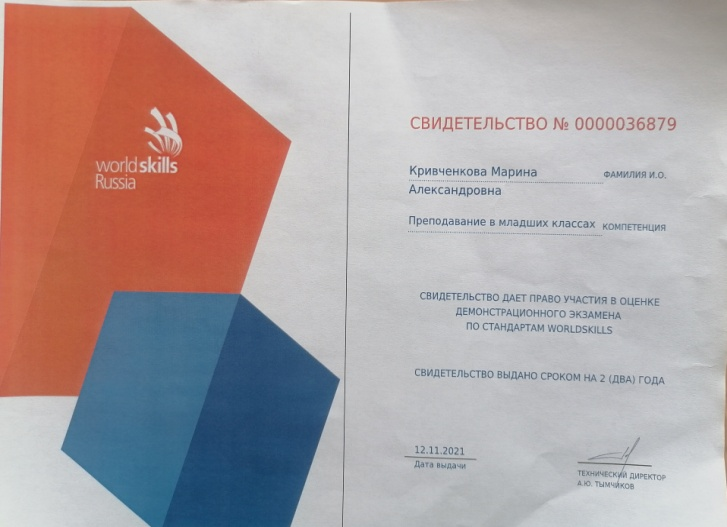 worldskills
Russia
СВИДЕТЕЛЬСТВО № 0000036879
Кривченкова Марина ФАМИЛИЯ И.О.
Александровна
Преподавание в младших классах КОМПЕТЕНЦИЯ
СВИДЕТЕЛЬСТВО ДАЕТ ПРАВО УЧАСТИЯ В ОЦЕНКЕ
ДЕМОНСТРАЦИОННОГО ЭКЗАМЕНА
ПО СТАНДАРТАМ WORLDSKILLS
СВИДЕТЕЛЬСТВО ВЫДАНО СРОКОМ НА 2 (ДВА) ГОДА
12.11.2021
Дата выдачи
ТЕХНИЧЕСКИЙ ДИРЕКТОР
А.Ю. ТЫМЧИКОВ